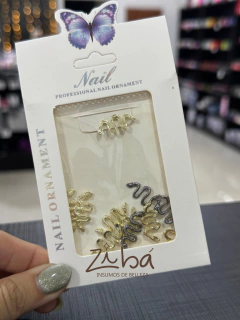 Nail
PROFESSIONAL NAIL ORNAMENT
NAIL ORNAMENT
Zibá
INSUMOS DE BELLEZA